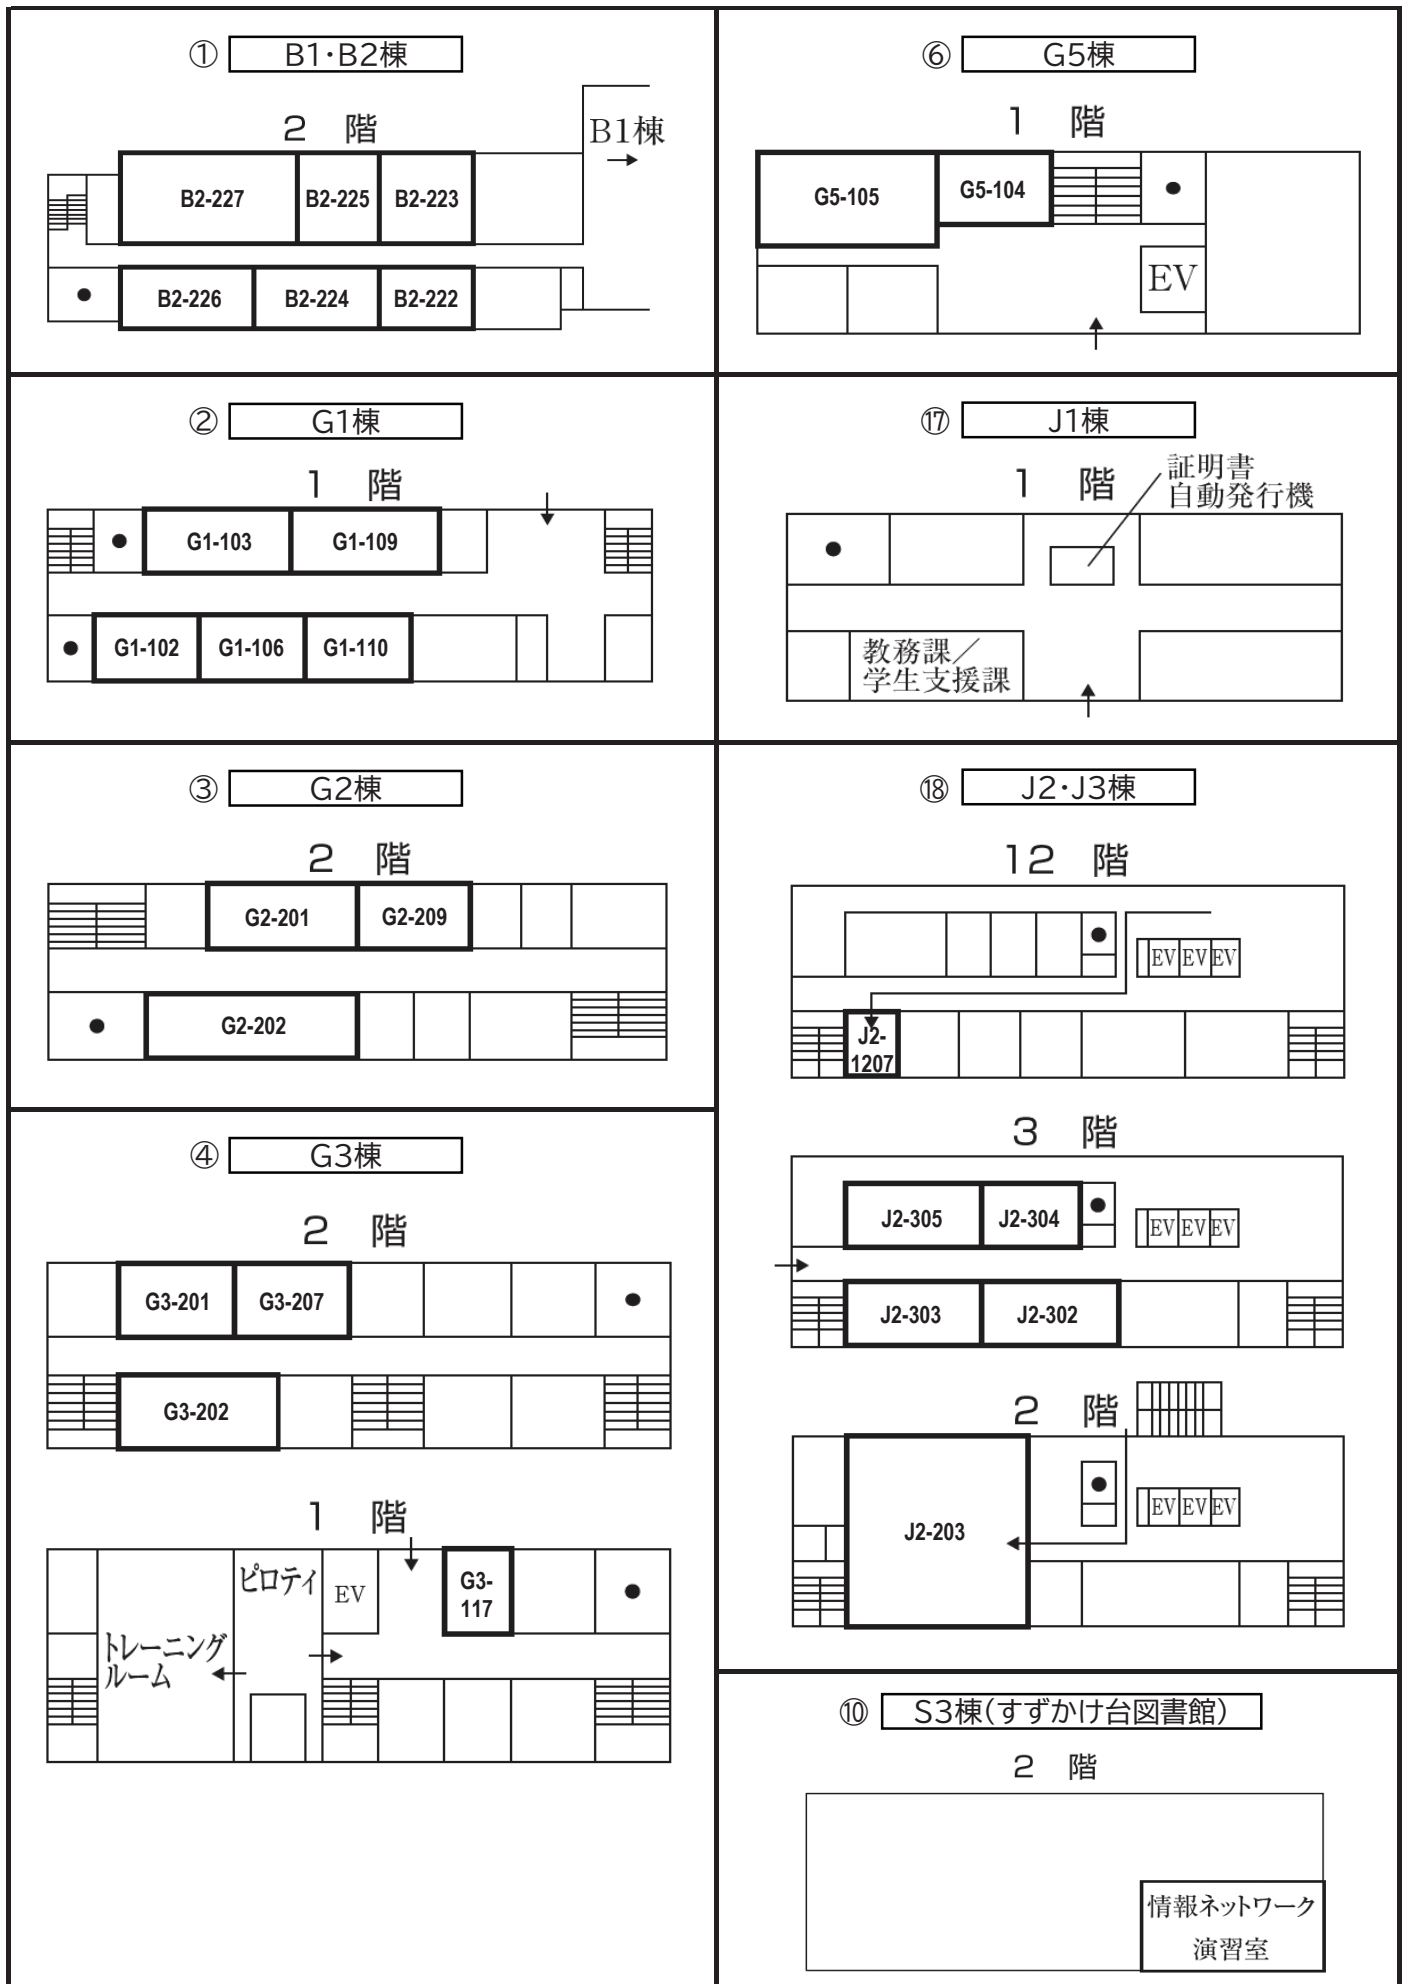 ① B1・B2棟
2 階
B1棟
B2-227
B2-225
B2-223
B2-226
B2-224
B2-222
② G1棟
1 階
G1-103
G1-109
G1-102
G1-106
G1-110
③ G2棟
2 階
G2-201
G2-209
G2-202
④ G3棟
2 階
G3-201
G3-207
G3-202
1 階
ピロティ
EV
G3-
117
トレーニング
ルーム
⑥ G5棟
1 階
G5-105
G5-104
EV
⑰ J1棟
1 階
証明書
自動発行機
教務課／
学生支援課
⑱ J2・J3棟
12 階
EV EV EV
J2-
1207
3 階
J2-305
J2-304
EV EV EV
J2-303
J2-302
2 階
J2-203
EV EV EV
⑩ S3棟(すずかけ台図書館)
2 階
情報ネットワーク
演習室